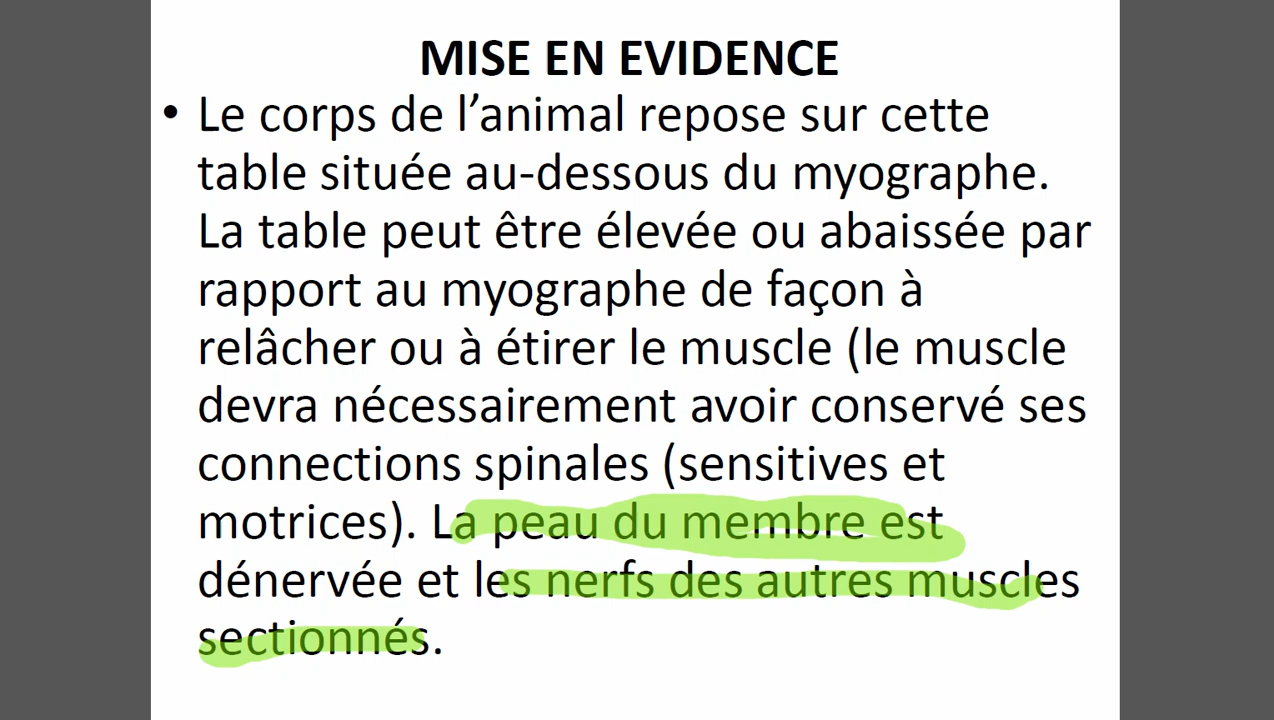 MISE EN EVIDENCE
• Le corps de l’animal repose sur cette
table située au-dessous du myographe.
La table peut être élevée ou abaissée par
rapport au myographe de façon à
relâcher ou à étirer le muscle (le muscle
devra nécessairement avoir conservé ses
connections spinales (sensitives et
motrices). La peau du membre est
dénervée et les nerfs des autres muscles
sectionnés.